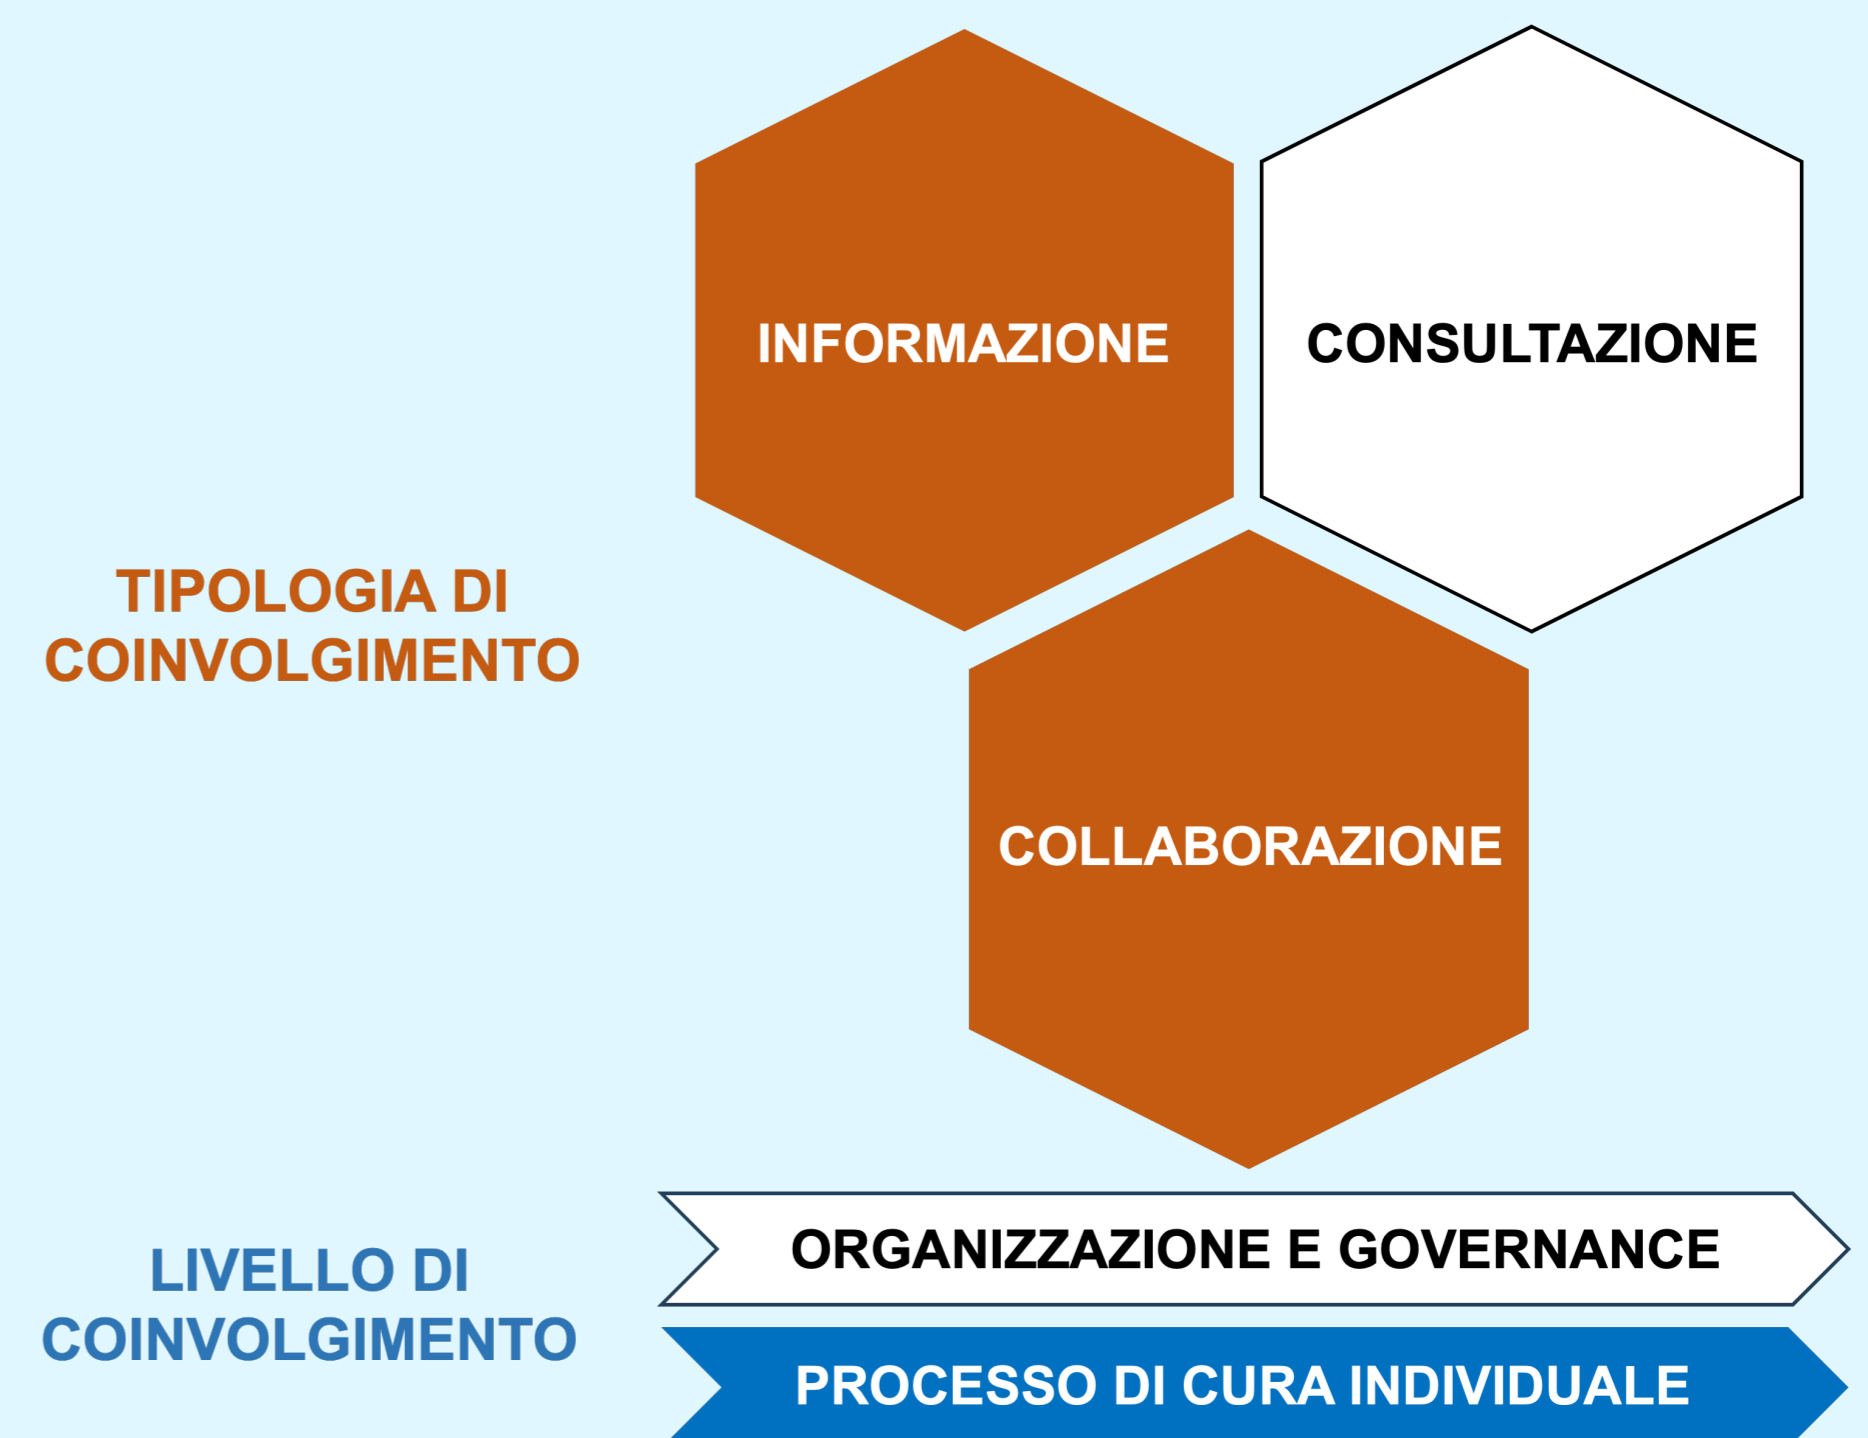 INFORMAZIONE
CONSULTAZIONE
TIPOLOGIA DI
COINVOLGIMENTO
COLLABORAZIONE
ORGANIZZAZIONE E GOVERNANCE
LIVELLO DI
COINVOLGIMENTO
PROCESSO DI CURA INDIVIDUALE